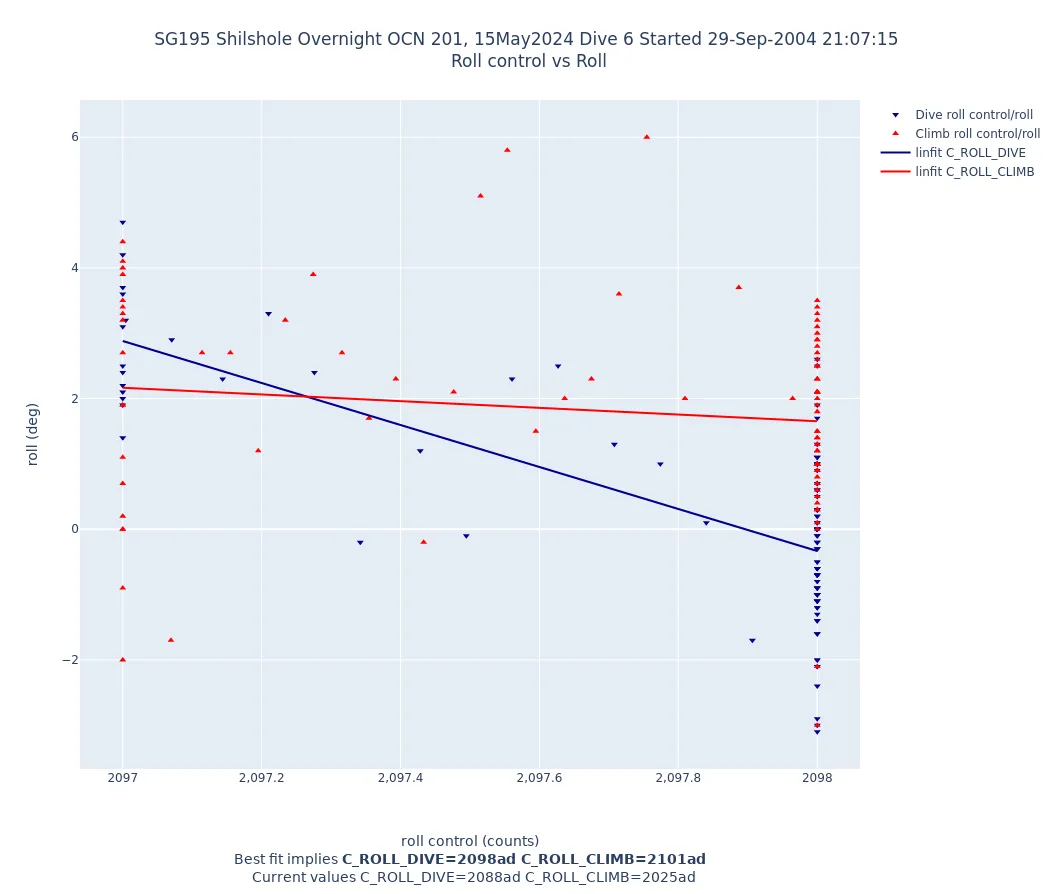 SG195 Shilshole Overnight OCN 201, 15May2024 Dive 6 Started 29-Sep-2004 21:07:15
Roll control vs Roll
Dive roll control/roll
Climb roll control/roll
linfit C_ROLL_DIVE
linfit C_ROLL_CLIMB
6
4
2
0
−2
roll (deg)
2097 2,097.2 2,097.4 2,097.6 2,097.8 2098
roll control (counts)
Best fit implies C_ROLL_DIVE=2098ad C_ROLL_CLIMB=2101ad
Current values C_ROLL_DIVE=2088ad C_ROLL_CLIMB=2025ad